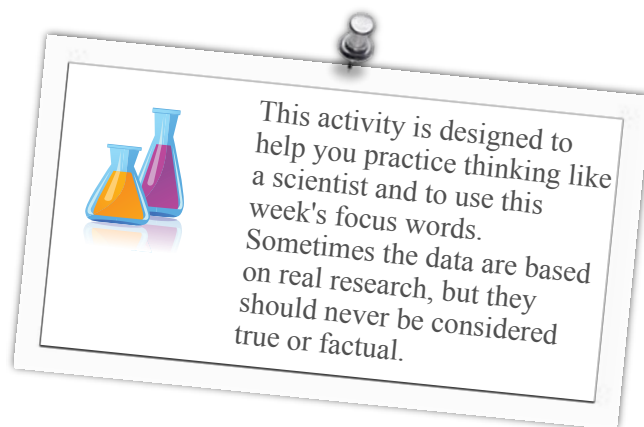 This activity is designed to
help you practice thinking like
a scientist and to use this
week's focus words.
Sometimes the data are based
on real research, but they
should never be considered
true or factual.